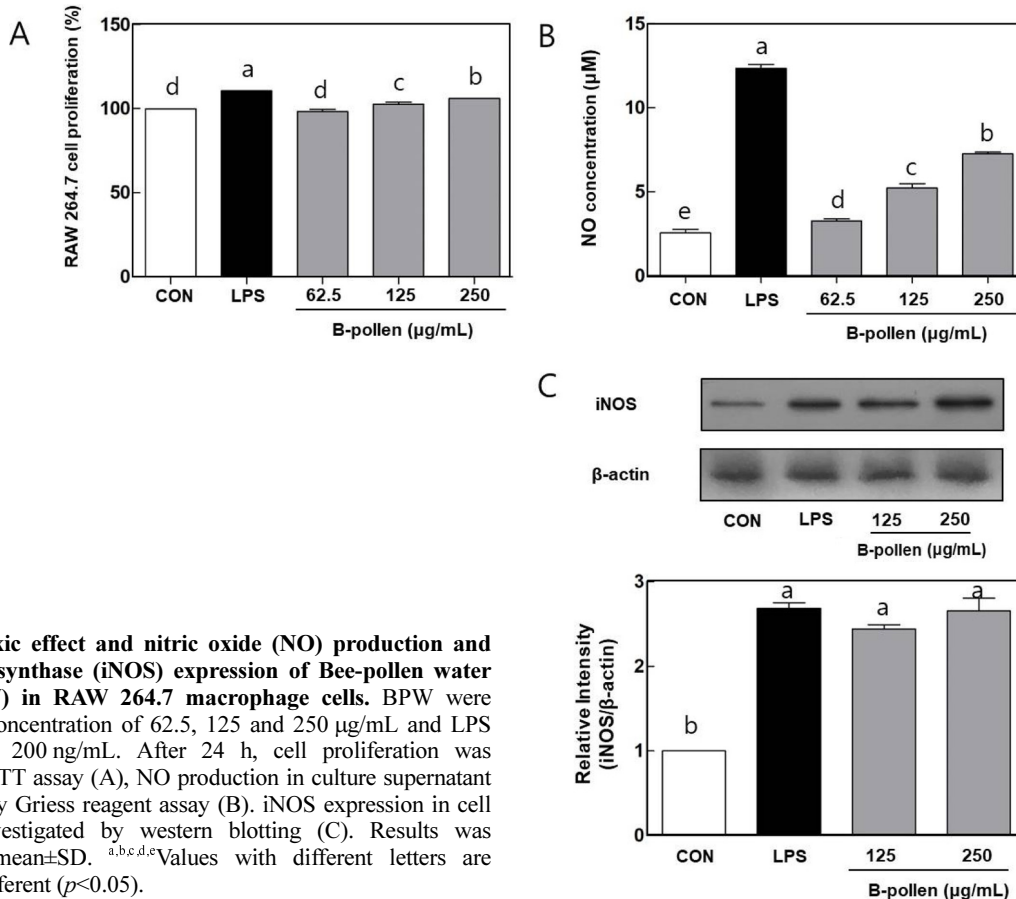 A
RAW 264.7 cell proliferation (%)
150
100
50
0
d
a
d
c
b
CON LPS 62.5 125 250
B-pollen (µg/mL)
B
NO concentration (µM)
15
10
5
0
e
a
d
c
b
CON LPS 62.5 125 250
B-pollen (µg/mL)
C
iNOS
β-actin
CON LPS 125 250
B-pollen (µg/mL)
Relative Intensity
(iNOS/β-actin)
3
2
1
0
b
a
a
a
CON LPS 125 250
B-pollen (µg/mL)
xic effect and nitric oxide (NO) production and
synthase (iNOS) expression of Bee-pollen water
) in RAW 264.7 macrophage cells. BPW were
oncentration of 62.5, 125 and 250 µg/mL and LPS
200 ng/mL. After 24 h, cell proliferation was
TT assay (A), NO production in culture supernatant
y Griess reagent assay (B). iNOS expression in cell
vestigated by western blotting (C). Results was
mean±SD. a,b,c,d,eValues with different letters are
ferent (p<0.05).